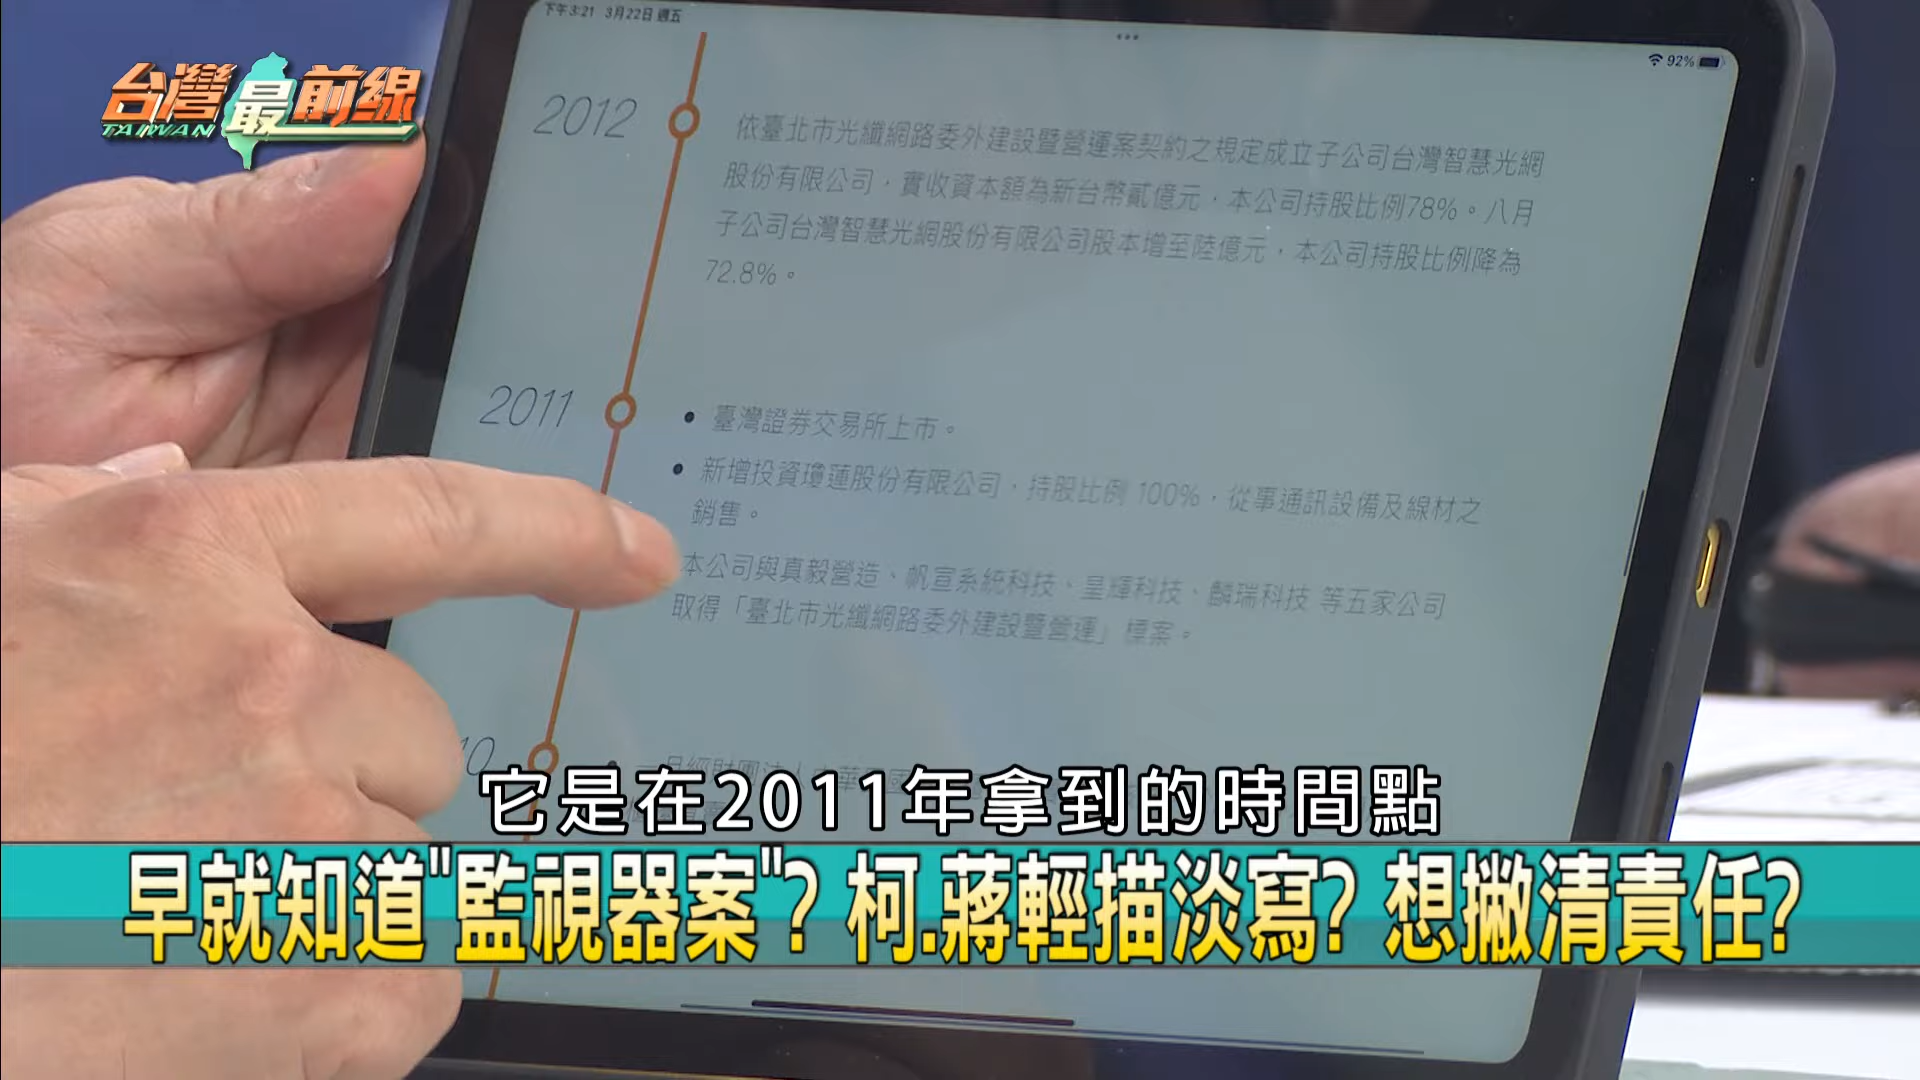 下午3:21 3月22日 週五
92%
台灣最前線
TAIWAN
2012
依臺北市光纖網路委外建設暨營運案契約之規定成立子公司台灣智慧光網
股份有限公司，實收資本額為新台幣貳億元，本公司持股比例78%。八月
子公司台灣智慧光網股份有限公司股本增至陸億元，本公司持股比例降為
72.8%。
2011
• 臺灣證券交易所上市。
• 新增投資瓊蓮股份有限公司，持股比例 100%，從事通訊設備及線材之
銷售。
本公司與真毅營造、帆宣系統科技、皇輝科技、麟瑞科技 等五家公司
取得「臺北市光纖網路委外建設暨營運」標案。
它是在2011年拿到的時間點
早就知道"監視器案"? 柯.蔣輕描淡寫? 想撇清責任?